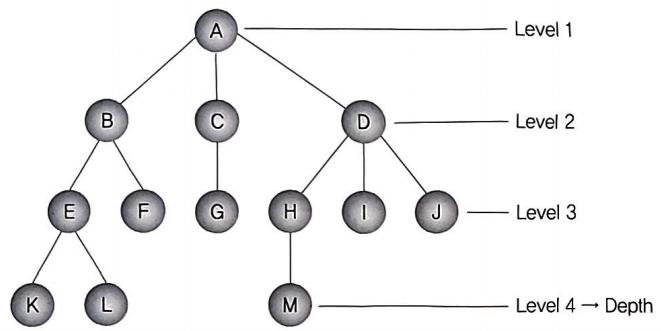 A Level 1
B C D Level 2
E F G H I J Level 3
K L M Level 4 → Depth